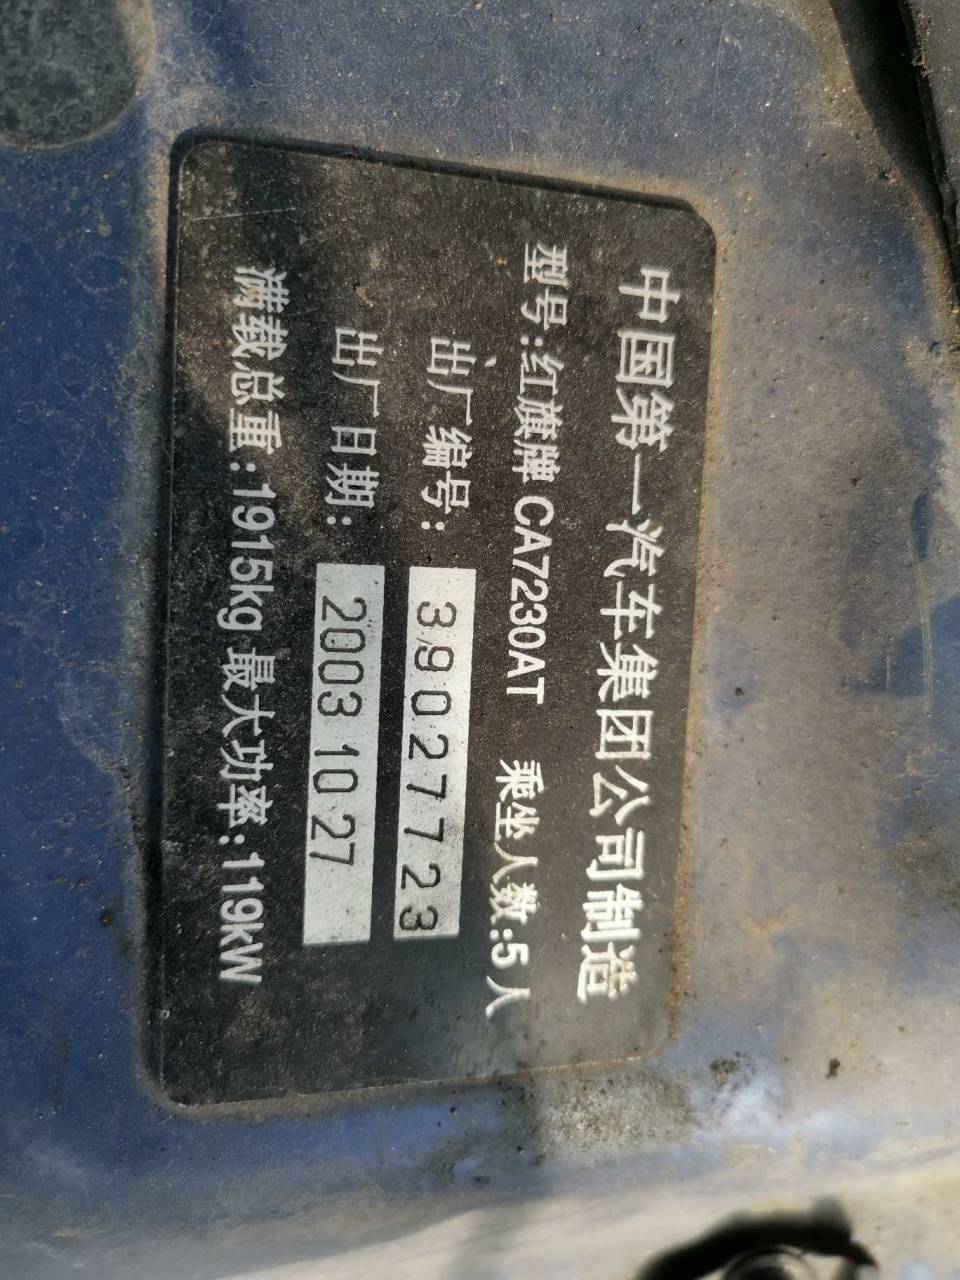 中国第一汽车集团公司制造
型号:红旗牌 CA7230AT 乘坐人数:5人
出厂编号: 39027723
出厂日期: 2003 10 27
满载总重:1915kg 最大功率:119kW